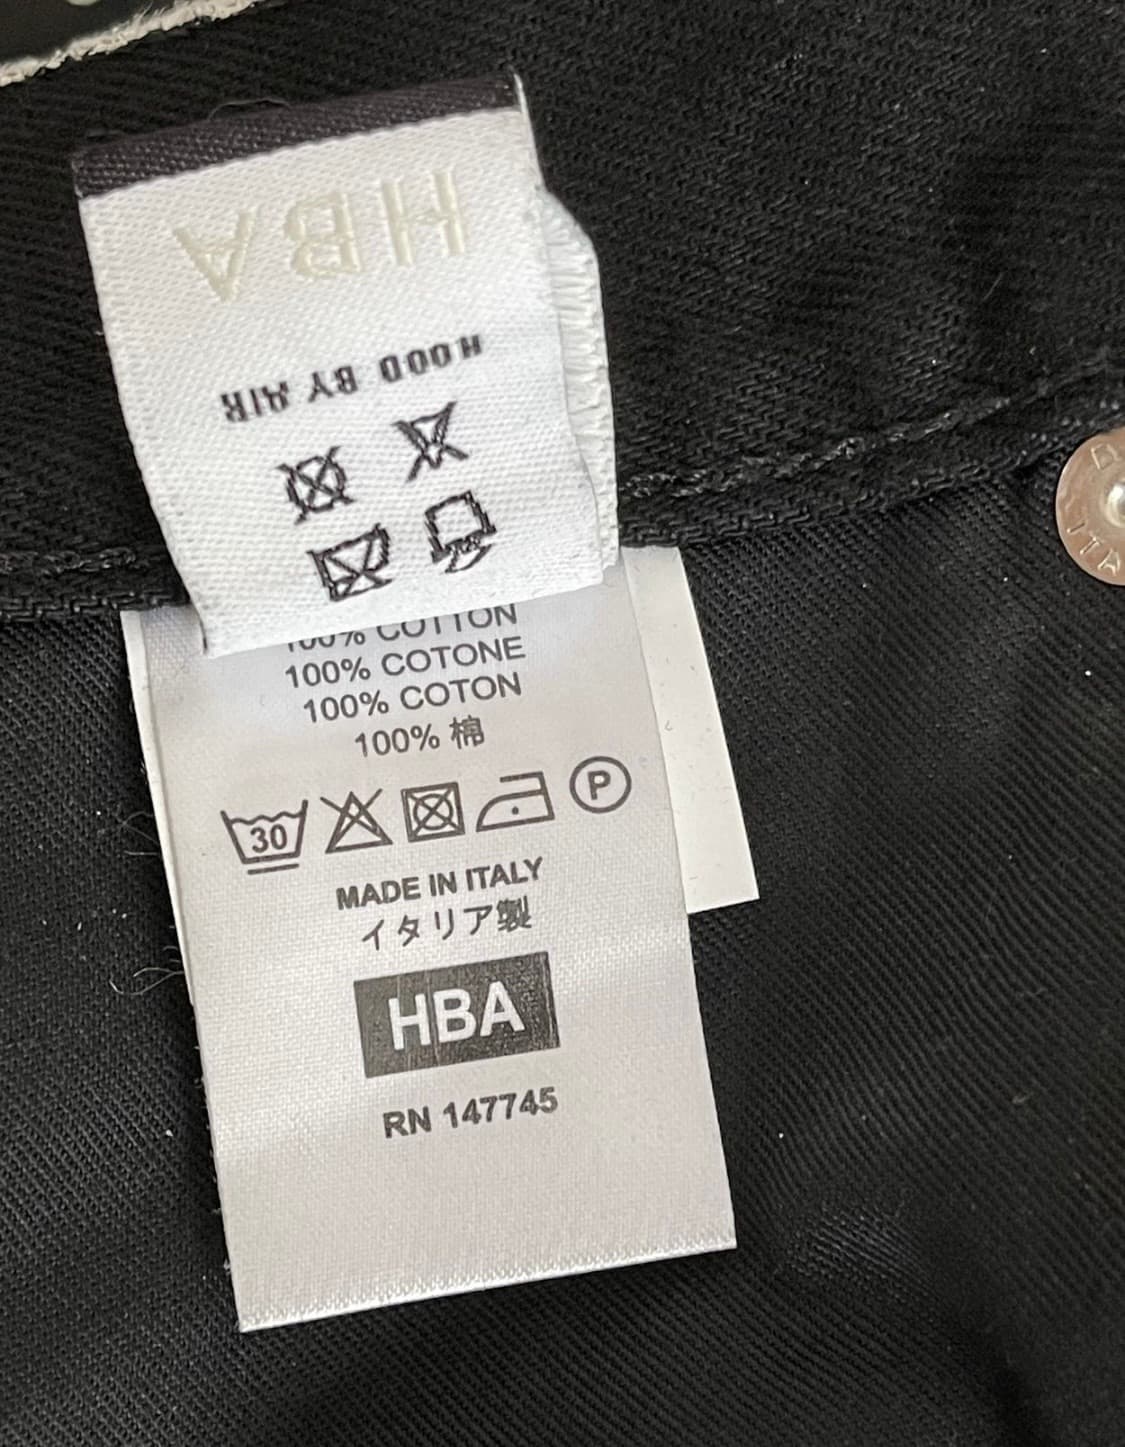 HBA
HOOD BY AIR
100% COTTON
100% COTONE
100% COTON
100% 棉
30
P
MADE IN ITALY
イタリア製
HBA
RN 147745